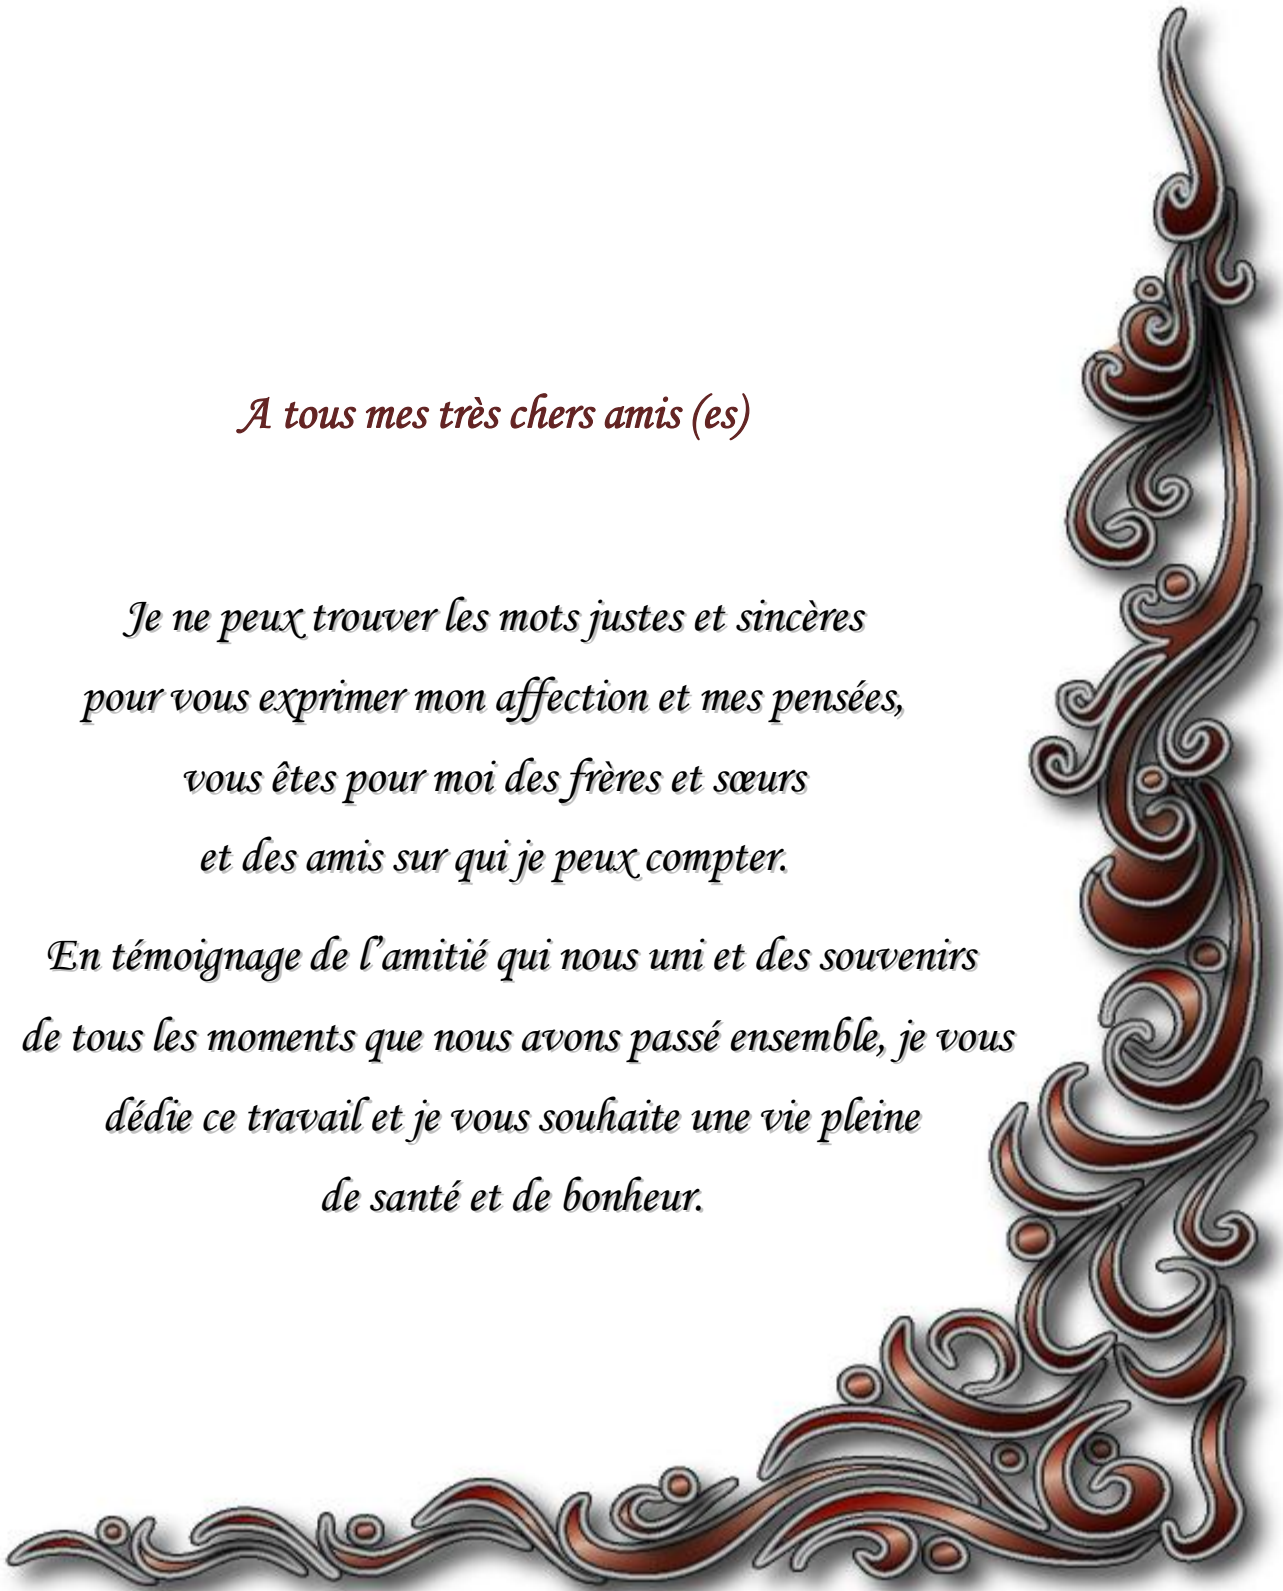 A tous mes très chers amis (es)
Je ne peux trouver les mots justes et sincères
pour vous exprimer mon affection et mes pensées,
vous êtes pour moi des frères et sœurs
et des amis sur qui je peux compter.
En témoignage de l’amitié qui nous uni et des souvenirs
de tous les moments que nous avons passé ensemble, je vous
dédie ce travail et je vous souhaite une vie pleine
de santé et de bonheur.